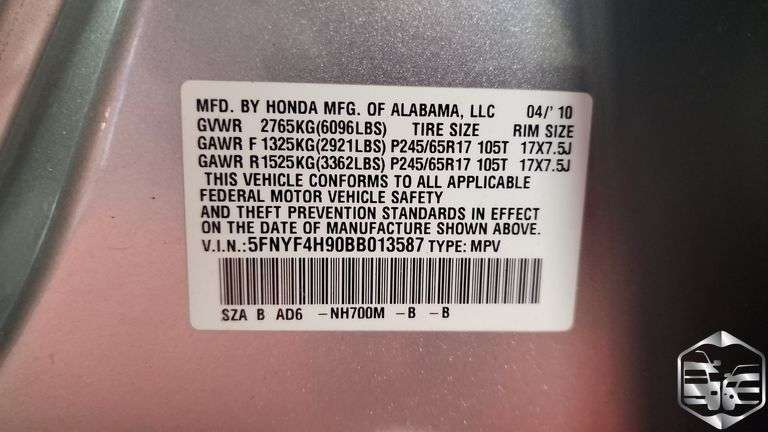 MFD. BY HONDA MFG. OF ALABAMA, LLC 04/'10
GVWR 2765KG(6096LBS) TIRE SIZE RIM SIZE
GAWR F 1325KG(2921LBS) P245/65R17 105T 17X7.5J
GAWR R 1525KG(3362LBS) P245/65R17 105T 17X7.5J
THIS VEHICLE CONFORMS TO ALL APPLICABLE
FEDERAL MOTOR VEHICLE SAFETY
AND THEFT PREVENTION STANDARDS IN EFFECT
ON THE DATE OF MANUFACTURE SHOWN ABOVE.
V.I.N.:5FNYF4H90BB013587 TYPE: MPV
SZA B AD6 -NH700M -B -B